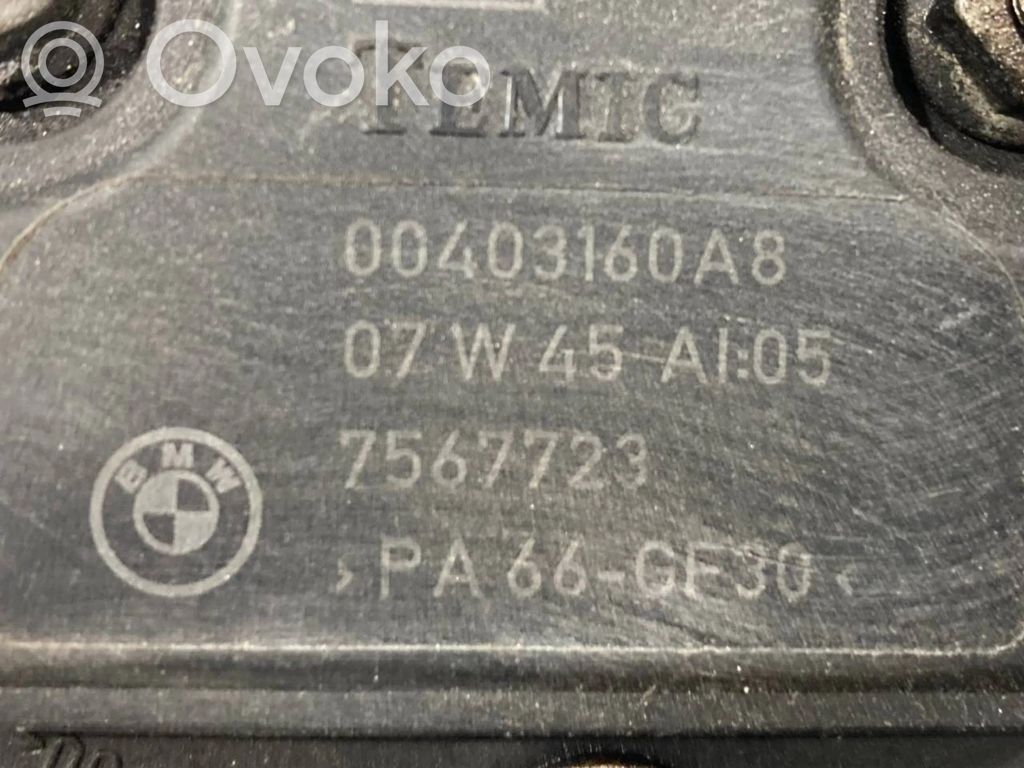 Ovoko
TEMIC
00403160A8
07 W 45 AI:05
7567723
BMW
>PA 66-GF30<